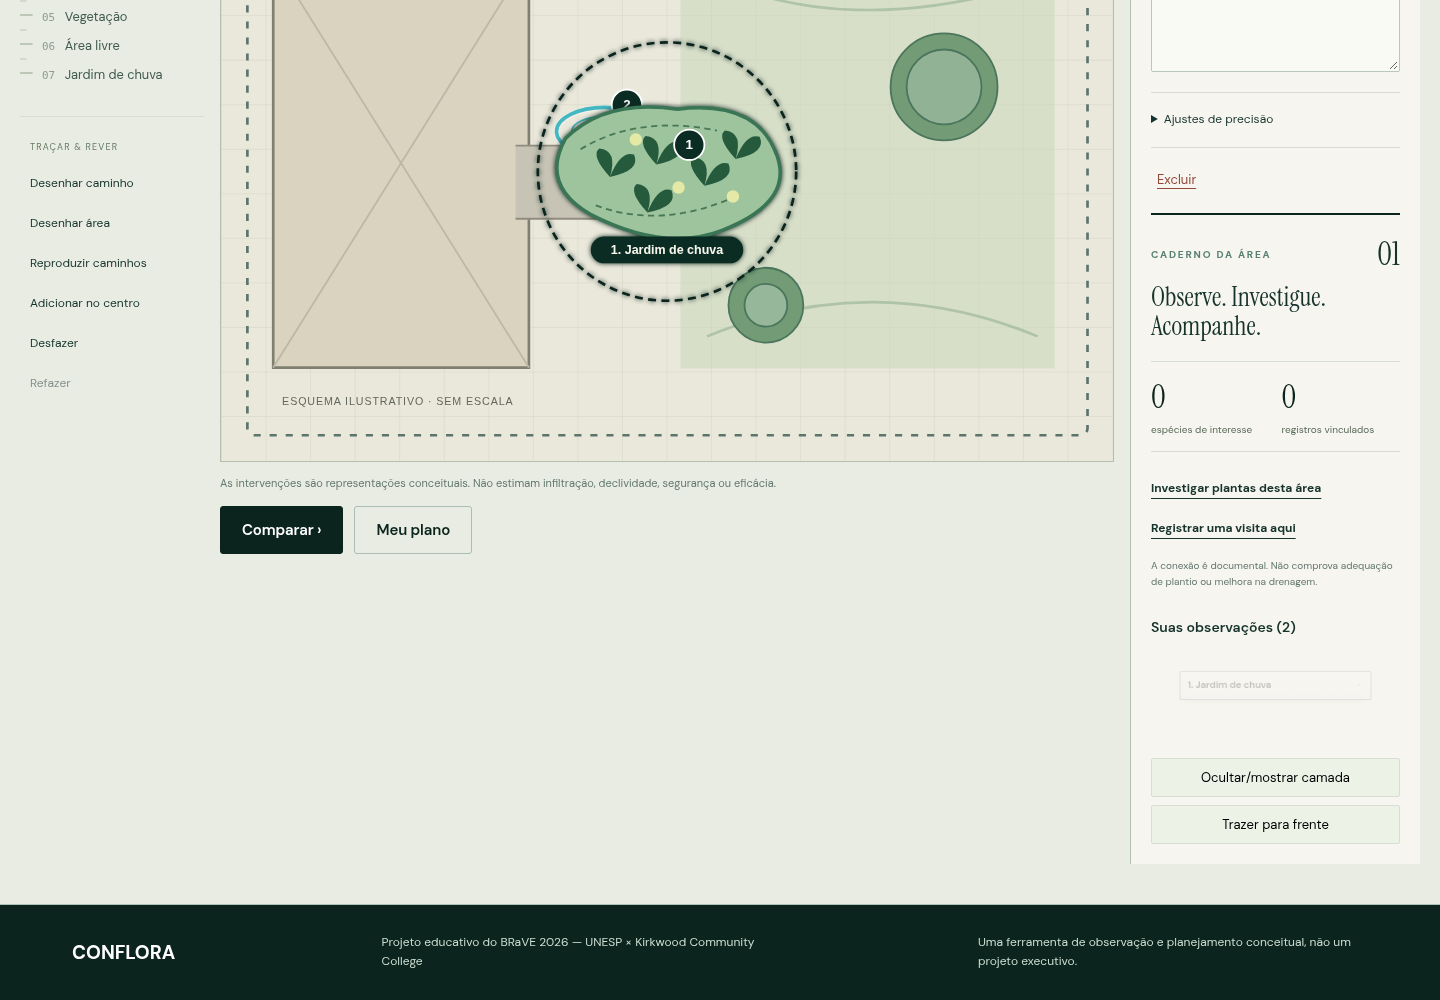 05 Vegetação
06 Área livre
07 Jardim de chuva
TRAÇAR & REVER
Desenhar caminho
Desenhar área
Reproduzir caminhos
Adicionar no centro
Desfazer
Refazer
2
1
1. Jardim de chuva
ESQUEMA ILUSTRATIVO · SEM ESCALA
As intervenções são representações conceituais. Não estimam infiltração, declividade, segurança ou eficácia.
Comparar ›
Meu plano
Ajustes de precisão
Excluir
CADERNO DA ÁREA 01
Observe. Investigue.
Acompanhe.
0 0
espécies de interesse registros vinculados
Investigar plantas desta área
Registrar uma visita aqui
A conexão é documental. Não comprova adequação
de plantio ou melhora na drenagem.
Suas observações (2)
1. Jardim de chuva
Ocultar/mostrar camada
Trazer para frente
CONFLORA
Projeto educativo do BRaVE 2026 — UNESP × Kirkwood Community
College
Uma ferramenta de observação e planejamento conceitual, não um
projeto executivo.